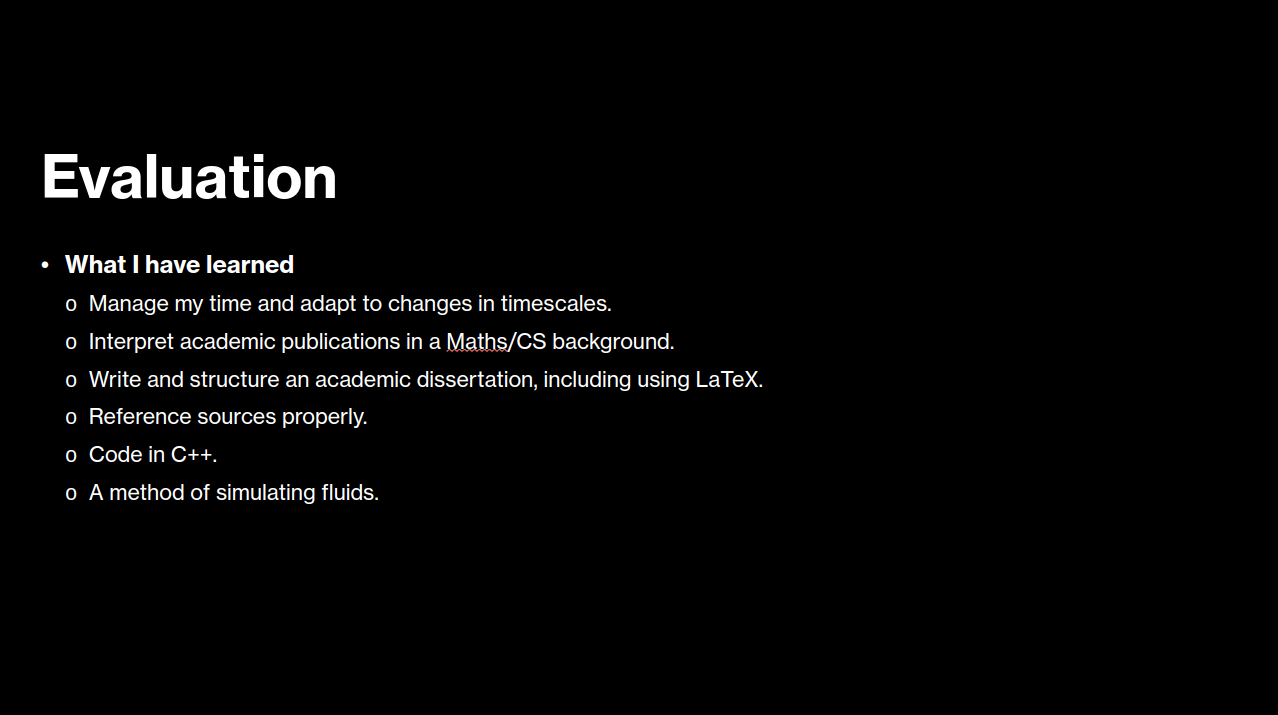 Evaluation
• What I have learned
o Manage my time and adapt to changes in timescales.
o Interpret academic publications in a Maths/CS background.
o Write and structure an academic dissertation, including using LaTeX.
o Reference sources properly.
o Code in C++.
o A method of simulating fluids.